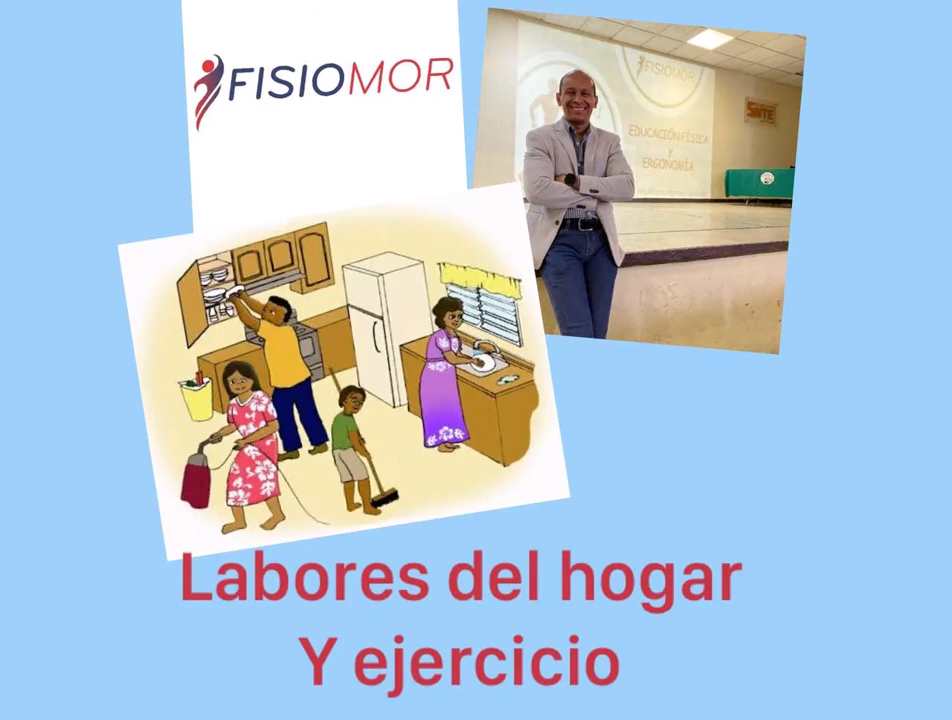 FISIOMOR
FISIOMOR
EDUCACIÓN FÍSICA
y
ERGONOMÍA
SNTE
Labores del hogar
Y ejercicio